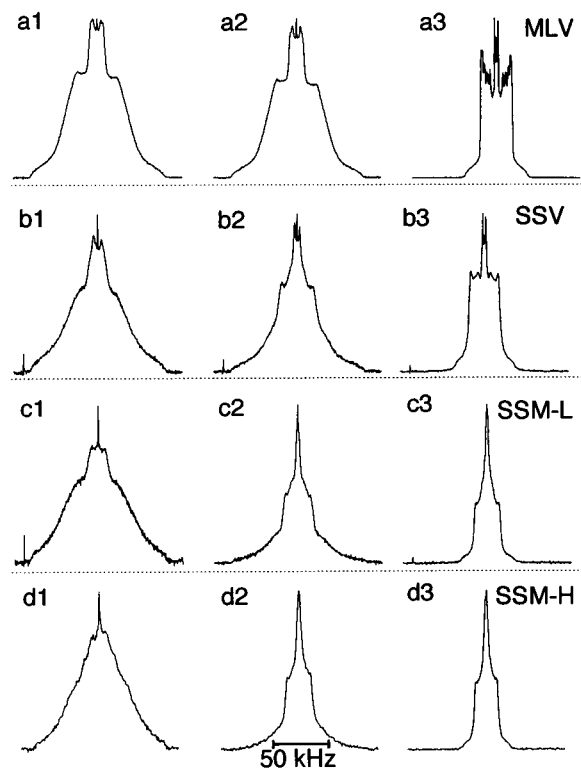 a1 a2 a3 MLV
b1 b2 b3 SSV
c1 c2 c3 SSM-L
d1 d2 d3 SSM-H
50 kHz